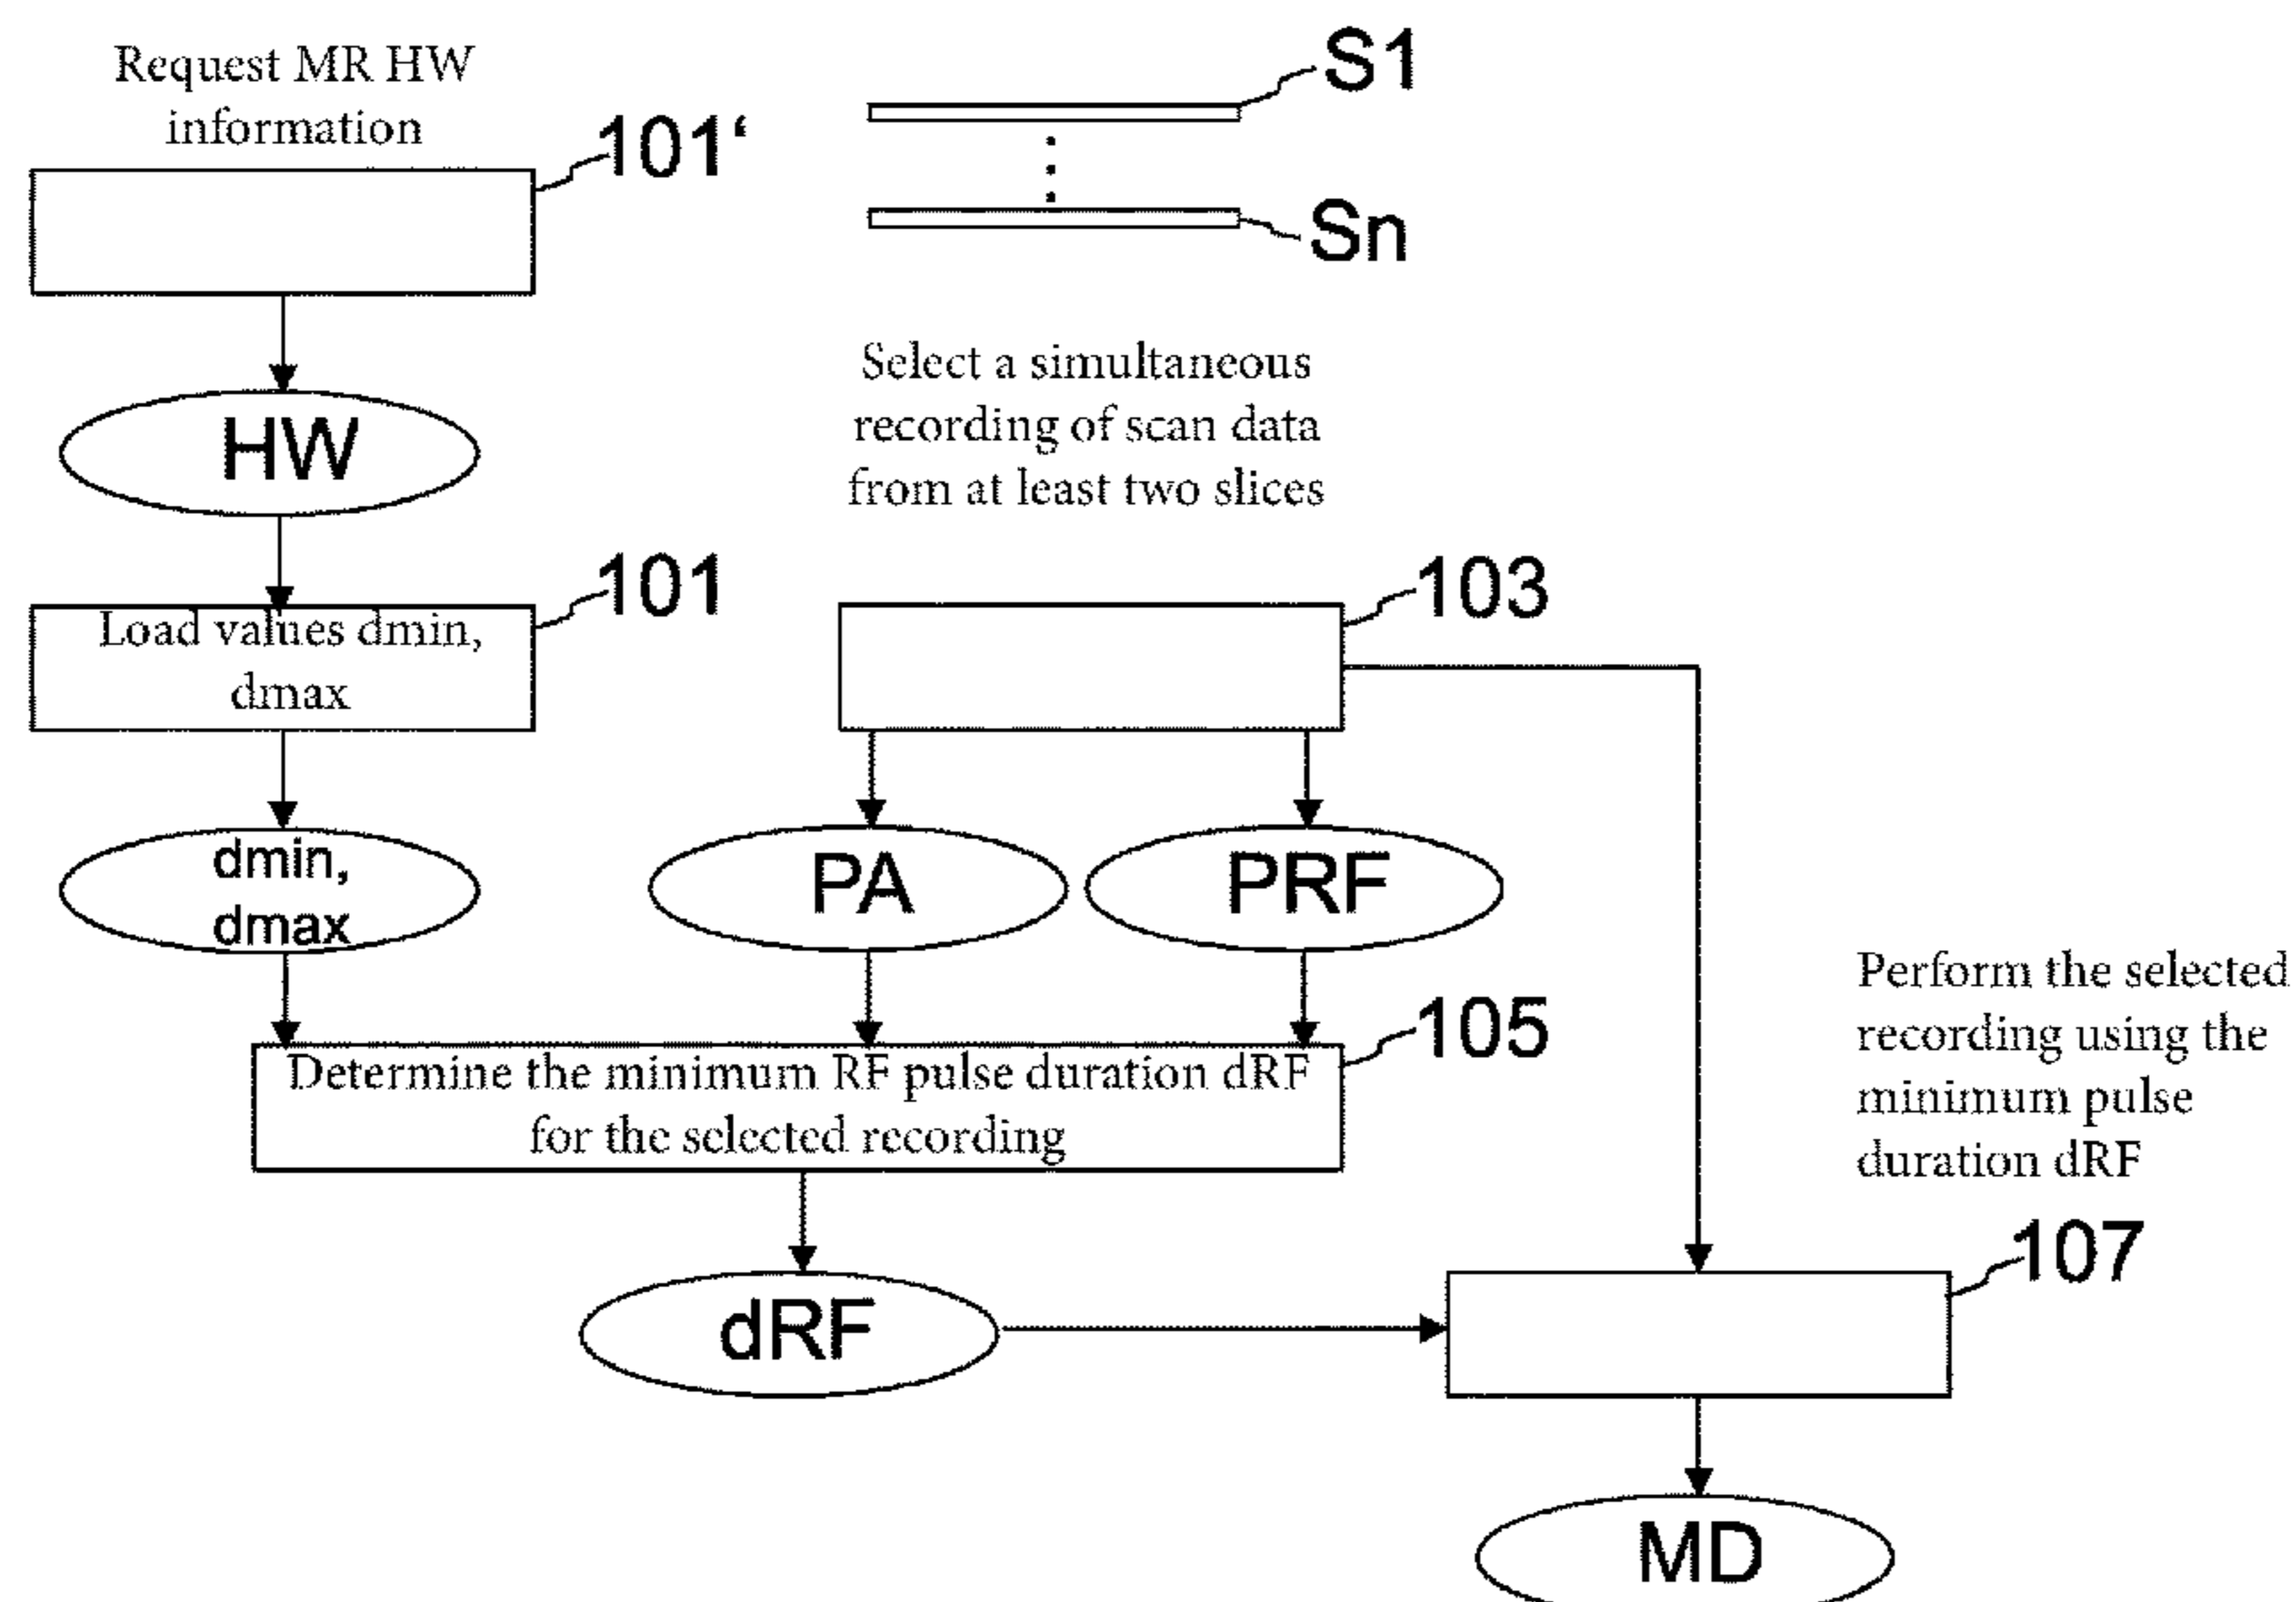 Request MR HW
information
101‘
S1
Sn
HW
Select a simultaneous
recording of scan data
from at least two slices
101
Load values dmin,
dmax
103
dmin,
dmax
PA
PRF
Perform the selected
recording using the
minimum pulse
duration dRF
105
Determine the minimum RF pulse duration dRF
for the selected recording
107
dRF
MD